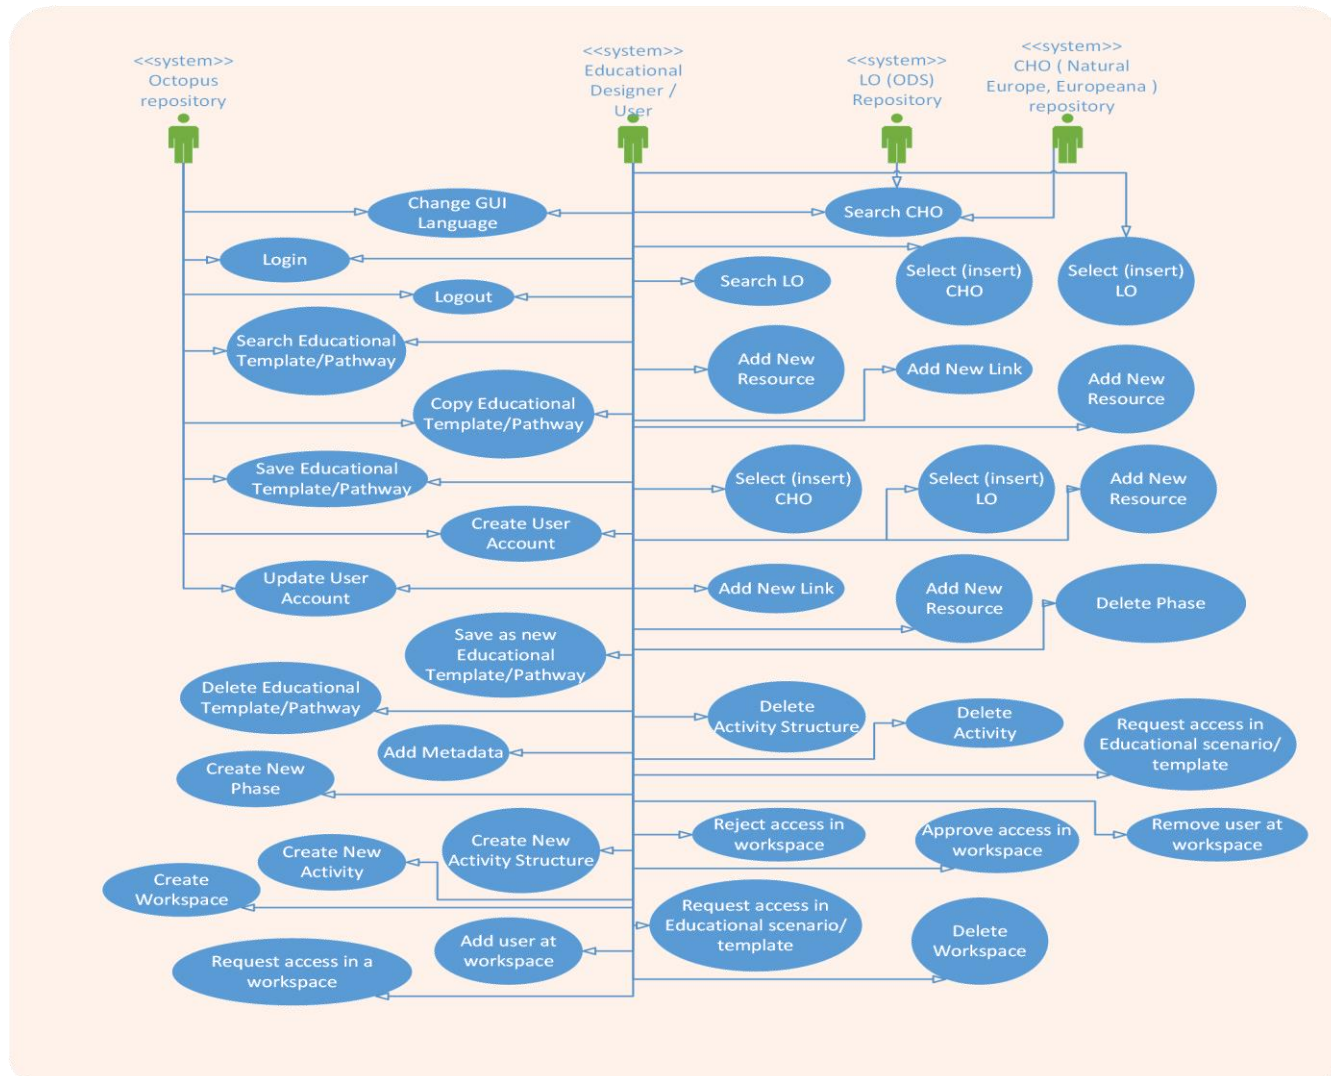 <<system>>
Octopus
repository
<<system>>
Educational
Designer /
User
<<system>>
LO (ODS)
Repository
<<system>>
CHO ( Natural
Europe, Europeana )
repository
Change GUI
Language
Search CHO
Login
Search LO
Select (insert)
CHO
Select (insert)
LO
Logout
Search Educational
Template/Pathway
Add New
Resource
Add New Link
Add New
Resource
Copy Educational
Template/Pathway
Save Educational
Template/Pathway
Select (insert)
CHO
Select (insert)
LO
Add New
Resource
Create User
Account
Update User
Account
Add New Link
Add New
Resource
Delete Phase
Save as new
Educational
Template/Pathway
Delete Educational
Template/Pathway
Delete
Activity Structure
Delete
Activity
Request access in
Educational scenario/
template
Add Metadata
Create New
Phase
Create New
Activity Structure
Reject access in
workspace
Approve access in
workspace
Remove user at
workspace
Create New
Activity
Create
Workspace
Request access in
Educational scenario/
template
Delete
Workspace
Add user at
workspace
Request access in a
workspace